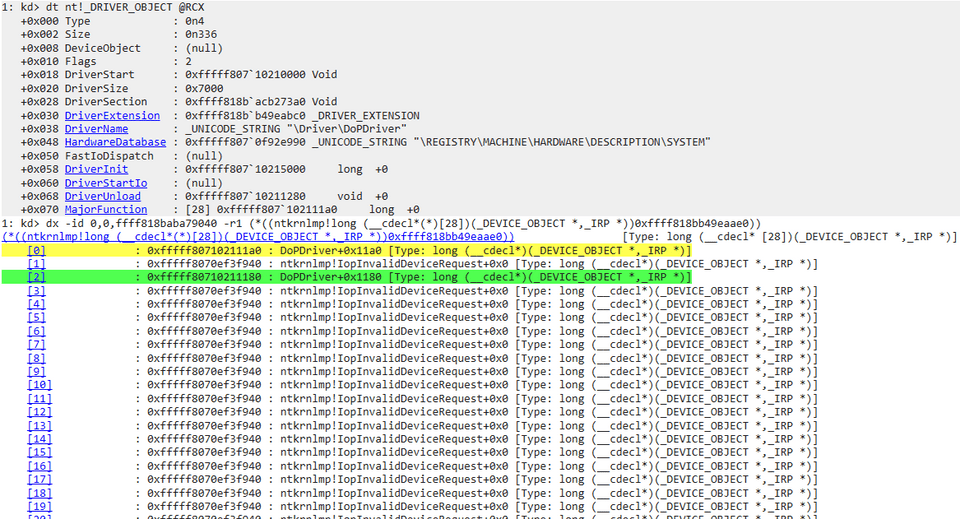 1: kd> dt nt!_DRIVER_OBJECT @RCX
+0x000 Type : 0n4
+0x002 Size : 0n336
+0x008 DeviceObject : (null)
+0x010 Flags : 2
+0x018 DriverStart : 0xfffff807`10210000 Void
+0x020 DriverSize : 0x7000
+0x028 DriverSection : 0xffff818b`acb273a0 Void
+0x030 DriverExtension : 0xffff818b`b49eabc0 _DRIVER_EXTENSION
+0x038 DriverName : _UNICODE_STRING "\Driver\DoPDriver"
+0x048 HardwareDatabase : 0xfffff807`0f92e990 _UNICODE_STRING "\REGISTRY\MACHINE\HARDWARE\DESCRIPTION\SYSTEM"
+0x050 FastIoDispatch : (null)
+0x058 DriverInit : 0xfffff807`10215000 long +0
+0x060 DriverStartIo : (null)
+0x068 DriverUnload : 0xfffff807`10211280 void +0
+0x070 MajorFunction : [28] 0xfffff807`102111a0 long +0
1: kd> dx -id 0,0,ffff818baba79040 -r1 (*((ntkrnlmp!long (__cdecl*(*)[28])(_DEVICE_OBJECT *,_IRP *))0xffff818bb49eaae0))
(*((ntkrnlmp!long (__cdecl*(*)[28])(_DEVICE_OBJECT *,_IRP *))0xffff818bb49eaae0)) [Type: long (__cdecl* [28])(_DEVICE_OBJECT *,_IRP *)]
[0] : 0xfffff807102111a0 : DoPDriver+0x11a0 [Type: long (__cdecl*)(_DEVICE_OBJECT *,_IRP *)]
[1] : 0xfffff8070ef3f940 : ntkrnlmp!IopInvalidDeviceRequest+0x0 [Type: long (__cdecl*)(_DEVICE_OBJECT *,_IRP *)]
[2] : 0xfffff80710211180 : DoPDriver+0x1180 [Type: long (__cdecl*)(_DEVICE_OBJECT *,_IRP *)]
[3] : 0xfffff8070ef3f940 : ntkrnlmp!IopInvalidDeviceRequest+0x0 [Type: long (__cdecl*)(_DEVICE_OBJECT *,_IRP *)]
[4] : 0xfffff8070ef3f940 : ntkrnlmp!IopInvalidDeviceRequest+0x0 [Type: long (__cdecl*)(_DEVICE_OBJECT *,_IRP *)]
[5] : 0xfffff8070ef3f940 : ntkrnlmp!IopInvalidDeviceRequest+0x0 [Type: long (__cdecl*)(_DEVICE_OBJECT *,_IRP *)]
[6] : 0xfffff8070ef3f940 : ntkrnlmp!IopInvalidDeviceRequest+0x0 [Type: long (__cdecl*)(_DEVICE_OBJECT *,_IRP *)]
[7] : 0xfffff8070ef3f940 : ntkrnlmp!IopInvalidDeviceRequest+0x0 [Type: long (__cdecl*)(_DEVICE_OBJECT *,_IRP *)]
[8] : 0xfffff8070ef3f940 : ntkrnlmp!IopInvalidDeviceRequest+0x0 [Type: long (__cdecl*)(_DEVICE_OBJECT *,_IRP *)]
[9] : 0xfffff8070ef3f940 : ntkrnlmp!IopInvalidDeviceRequest+0x0 [Type: long (__cdecl*)(_DEVICE_OBJECT *,_IRP *)]
[10] : 0xfffff8070ef3f940 : ntkrnlmp!IopInvalidDeviceRequest+0x0 [Type: long (__cdecl*)(_DEVICE_OBJECT *,_IRP *)]
[11] : 0xfffff8070ef3f940 : ntkrnlmp!IopInvalidDeviceRequest+0x0 [Type: long (__cdecl*)(_DEVICE_OBJECT *,_IRP *)]
[12] : 0xfffff8070ef3f940 : ntkrnlmp!IopInvalidDeviceRequest+0x0 [Type: long (__cdecl*)(_DEVICE_OBJECT *,_IRP *)]
[13] : 0xfffff8070ef3f940 : ntkrnlmp!IopInvalidDeviceRequest+0x0 [Type: long (__cdecl*)(_DEVICE_OBJECT *,_IRP *)]
[14] : 0xfffff8070ef3f940 : ntkrnlmp!IopInvalidDeviceRequest+0x0 [Type: long (__cdecl*)(_DEVICE_OBJECT *,_IRP *)]
[15] : 0xfffff8070ef3f940 : ntkrnlmp!IopInvalidDeviceRequest+0x0 [Type: long (__cdecl*)(_DEVICE_OBJECT *,_IRP *)]
[16] : 0xfffff8070ef3f940 : ntkrnlmp!IopInvalidDeviceRequest+0x0 [Type: long (__cdecl*)(_DEVICE_OBJECT *,_IRP *)]
[17] : 0xfffff8070ef3f940 : ntkrnlmp!IopInvalidDeviceRequest+0x0 [Type: long (__cdecl*)(_DEVICE_OBJECT *,_IRP *)]
[18] : 0xfffff8070ef3f940 : ntkrnlmp!IopInvalidDeviceRequest+0x0 [Type: long (__cdecl*)(_DEVICE_OBJECT *,_IRP *)]
[19] : 0xfffff8070ef3f940 : ntkrnlmp!IopInvalidDeviceRequest+0x0 [Type: long (__cdecl*)(_DEVICE_OBJECT *,_IRP *)]